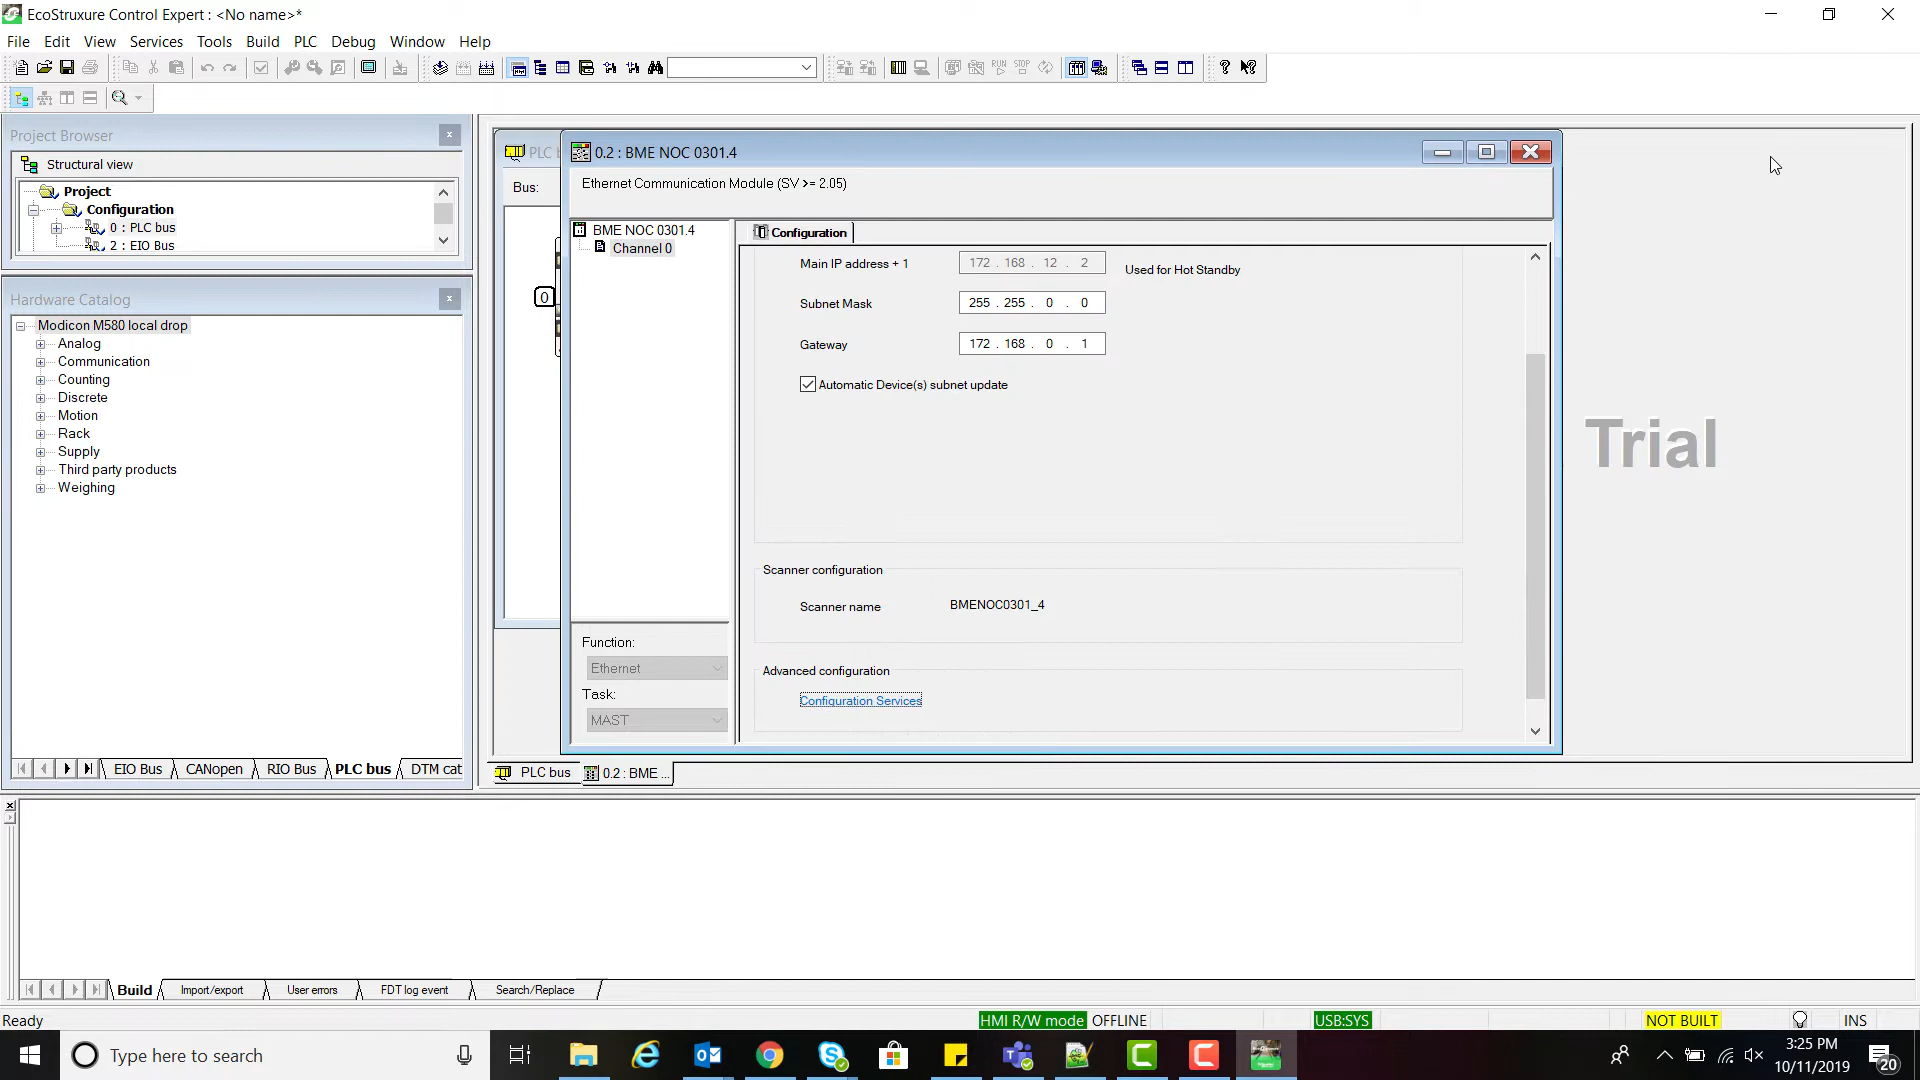 EcoStruxure Control Expert : <No name>*
File Edit View Services Tools Build PLC Debug Window Help
RUN STOP
Project Browser
Structural view
Project
Configuration
0 : PLC bus
2 : EIO Bus
Hardware Catalog
Modicon M580 local drop
Analog
Communication
Counting
Discrete
Motion
Rack
Supply
Third party products
Weighing
EIO Bus CANopen RIO Bus PLC bus DTM cat
PLC b
Bus:
0
0.2 : BME NOC 0301.4
Ethernet Communication Module (SV >= 2.05)
BME NOC 0301.4
Channel 0
Function:
Ethernet
Task:
MAST
Configuration
Main IP address + 1 172 . 168 . 12 . 2 Used for Hot Standby
Subnet Mask 255 . 255 . 0 . 0
Gateway 172 . 168 . 0 . 1
Automatic Device(s) subnet update
Scanner configuration
Scanner name BMENOC0301_4
Advanced configuration
Configuration Services
Trial
PLC bus 0.2 : BME ...
Build Import/export User errors FDT log event Search/Replace
Ready HMI R/W mode OFFLINE USB:SYS NOT BUILT INS
Type here to search
3:25 PM
10/11/2019
20